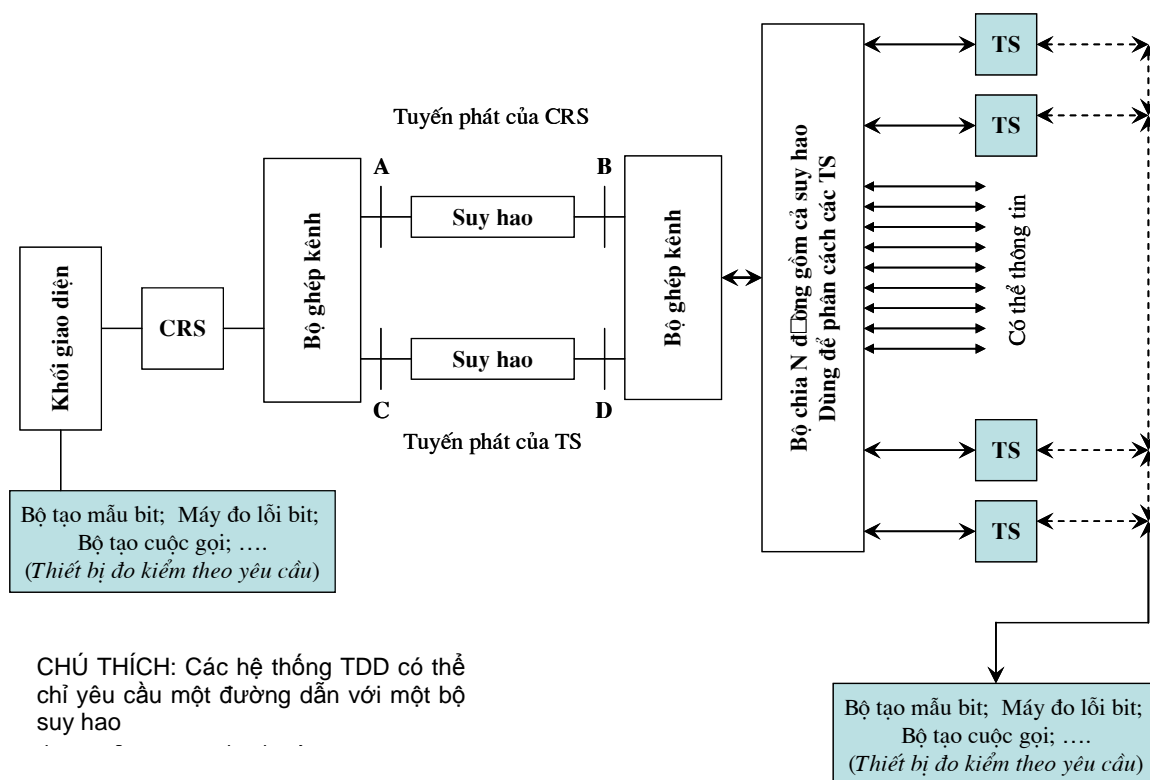 TS
Tuyến phát của CRS
TS
A
B
Suy hao
Bộ ghép kênh
Bộ ghép kênh
Bộ chia N đường gồm cả suy hao
Dùng để phân cách các TS
Có thể thông tin
Khối giao diện
CRS
Suy hao
C
D
Tuyến phát của TS
TS
TS
Bộ tạo mẫu bit; Máy đo lỗi bit;
Bộ tạo cuộc gọi; ….
(Thiết bị đo kiểm theo yêu cầu)
CHÚ THÍCH: Các hệ thống TDD có thể
chỉ yêu cầu một đường dẫn với một bộ
suy hao
Bộ tạo mẫu bit; Máy đo lỗi bit;
Bộ tạo cuộc gọi; ….
(Thiết bị đo kiểm theo yêu cầu)